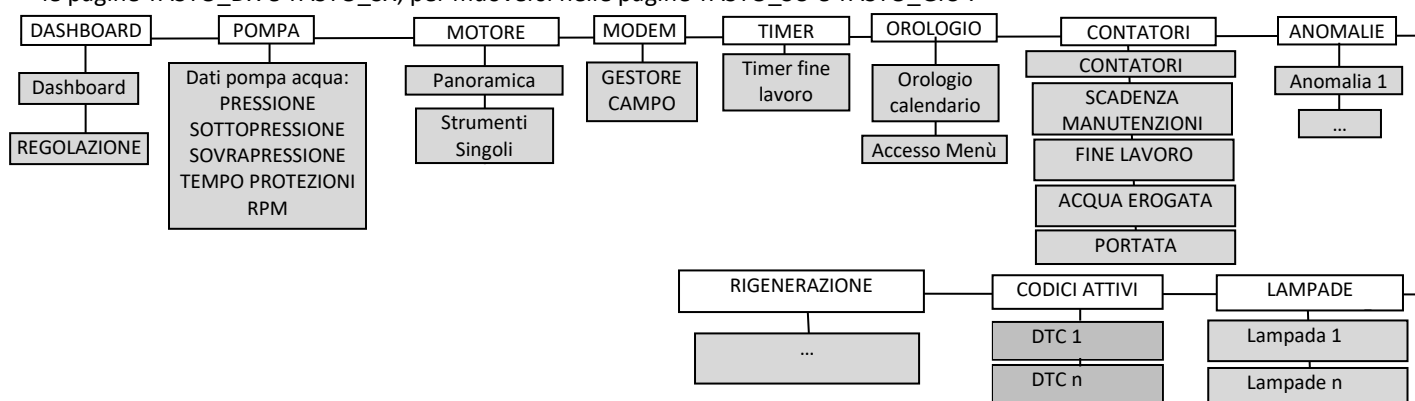 le pagine TASTO_DX o TASTO_SX, per muoversi nelle pagine TASTO_SU o TASTO_GIU'.
DASHBOARD
POMPA
MOTORE
MODEM
TIMER
OROLOGIO
CONTATORI
ANOMALIE
Dashboard
REGOLAZIONE
Dati pompa acqua:
PRESSIONE
SOTTOPRESSIONE
SOVRAPRESSIONE
TEMPO PROTEZIONI
RPM
Panoramica
Strumenti
Singoli
GESTORE
CAMPO
Timer fine
lavoro
Orologio
calendario
Accesso Menù
CONTATORI
SCADENZA
MANUTENZIONI
FINE LAVORO
ACQUA EROGATA
PORTATA
Anomalia 1
...
RIGENERAZIONE
CODICI ATTIVI
LAMPADE
...
DTC 1
DTC n
Lampada 1
Lampade n